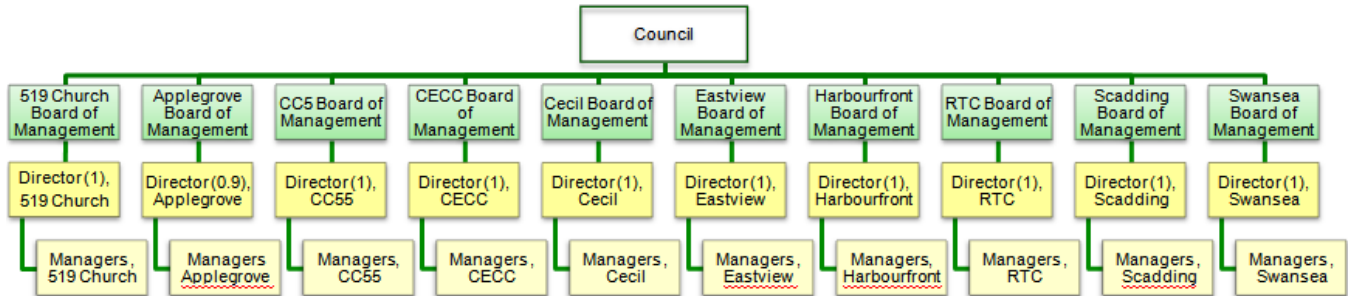 Council
519 Church
Board of
Management
Applegrove
Board of
Management
CC5 Board of
Management
CECC Board
of
Management
Cecil Board of
Management
Eastview
Board of
Management
Harbourfront
Board of
Management
RTC Board of
Management
Scadding
Board of
Management
Swansea
Board of
Management
Director(1),
519 Church
Director(0.9),
Applegrove
Director(1),
CC55
Director(1),
CECC
Director(1),
Cecil
Director(1),
Eastview
Director(1),
Harbourfront
Director(1),
RTC
Director(1),
Scadding
Director(1),
Swansea
Managers,
519 Church
Managers
Applegrove
Managers,
CC55
Managers,
CECC
Managers,
Cecil
Managers,
Eastview
Managers,
Harbourfront
Managers,
RTC
Managers,
Scadding
Managers,
Swansea